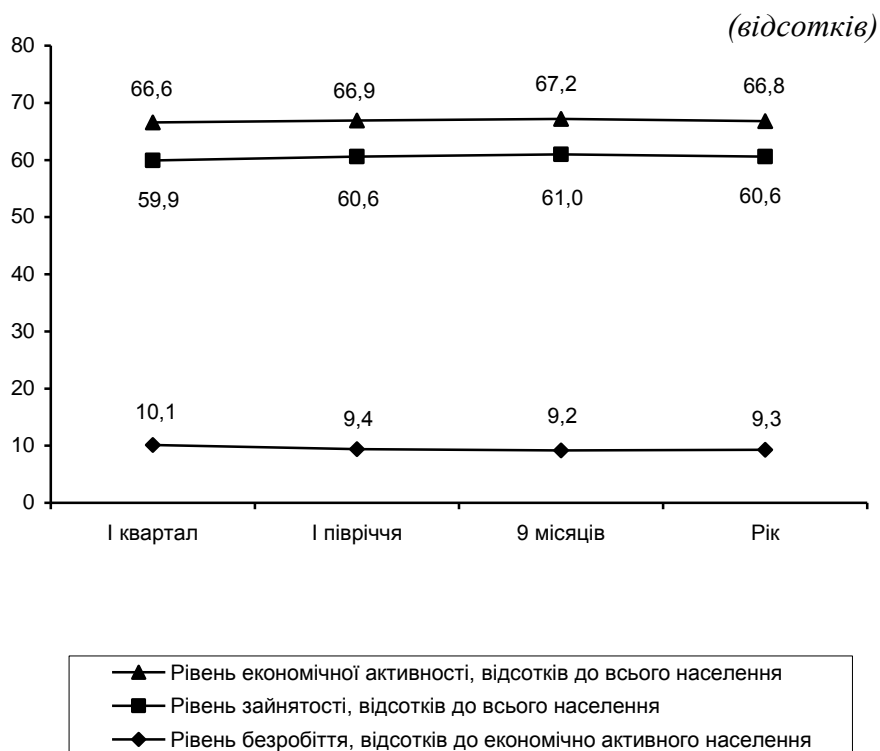 (відсотків)
80
70
60
50
40
30
20
10
0
66,6 66,9 67,2 66,8
59,9 60,6 61,0 60,6
10,1 9,4 9,2 9,3
І квартал І півріччя 9 місяців Рік
Рівень економічної активності, відсотків до всього населення
Рівень зайнятості, відсотків до всього населення
Рівень безробіття, відсотків до економічно активного населення